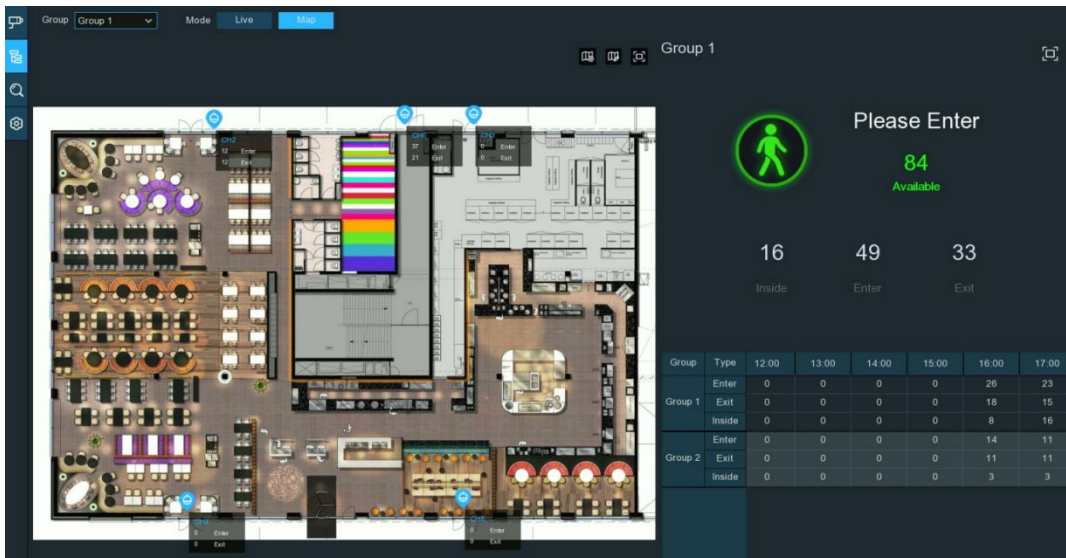 Group Group 1 Mode Live Map
Group 1
CH2
12 Enter
12 Exit
37 Enter
21 Exit
0 Enter
0 Exit
CH4
0 Enter
0 Exit
Enter
0 Exit
Please Enter
84
Available
16 49 33
Inside Enter Exit
Group Type 12:00 13:00 14:00 15:00 16:00 17:00
Group 1
Enter 0 0 0 0 26 23
Exit 0 0 0 0 18 15
Inside 0 0 0 0 8 16
Group 2
Enter 0 0 0 0 14 11
Exit 0 0 0 0 11 11
Inside 0 0 0 0 3 3